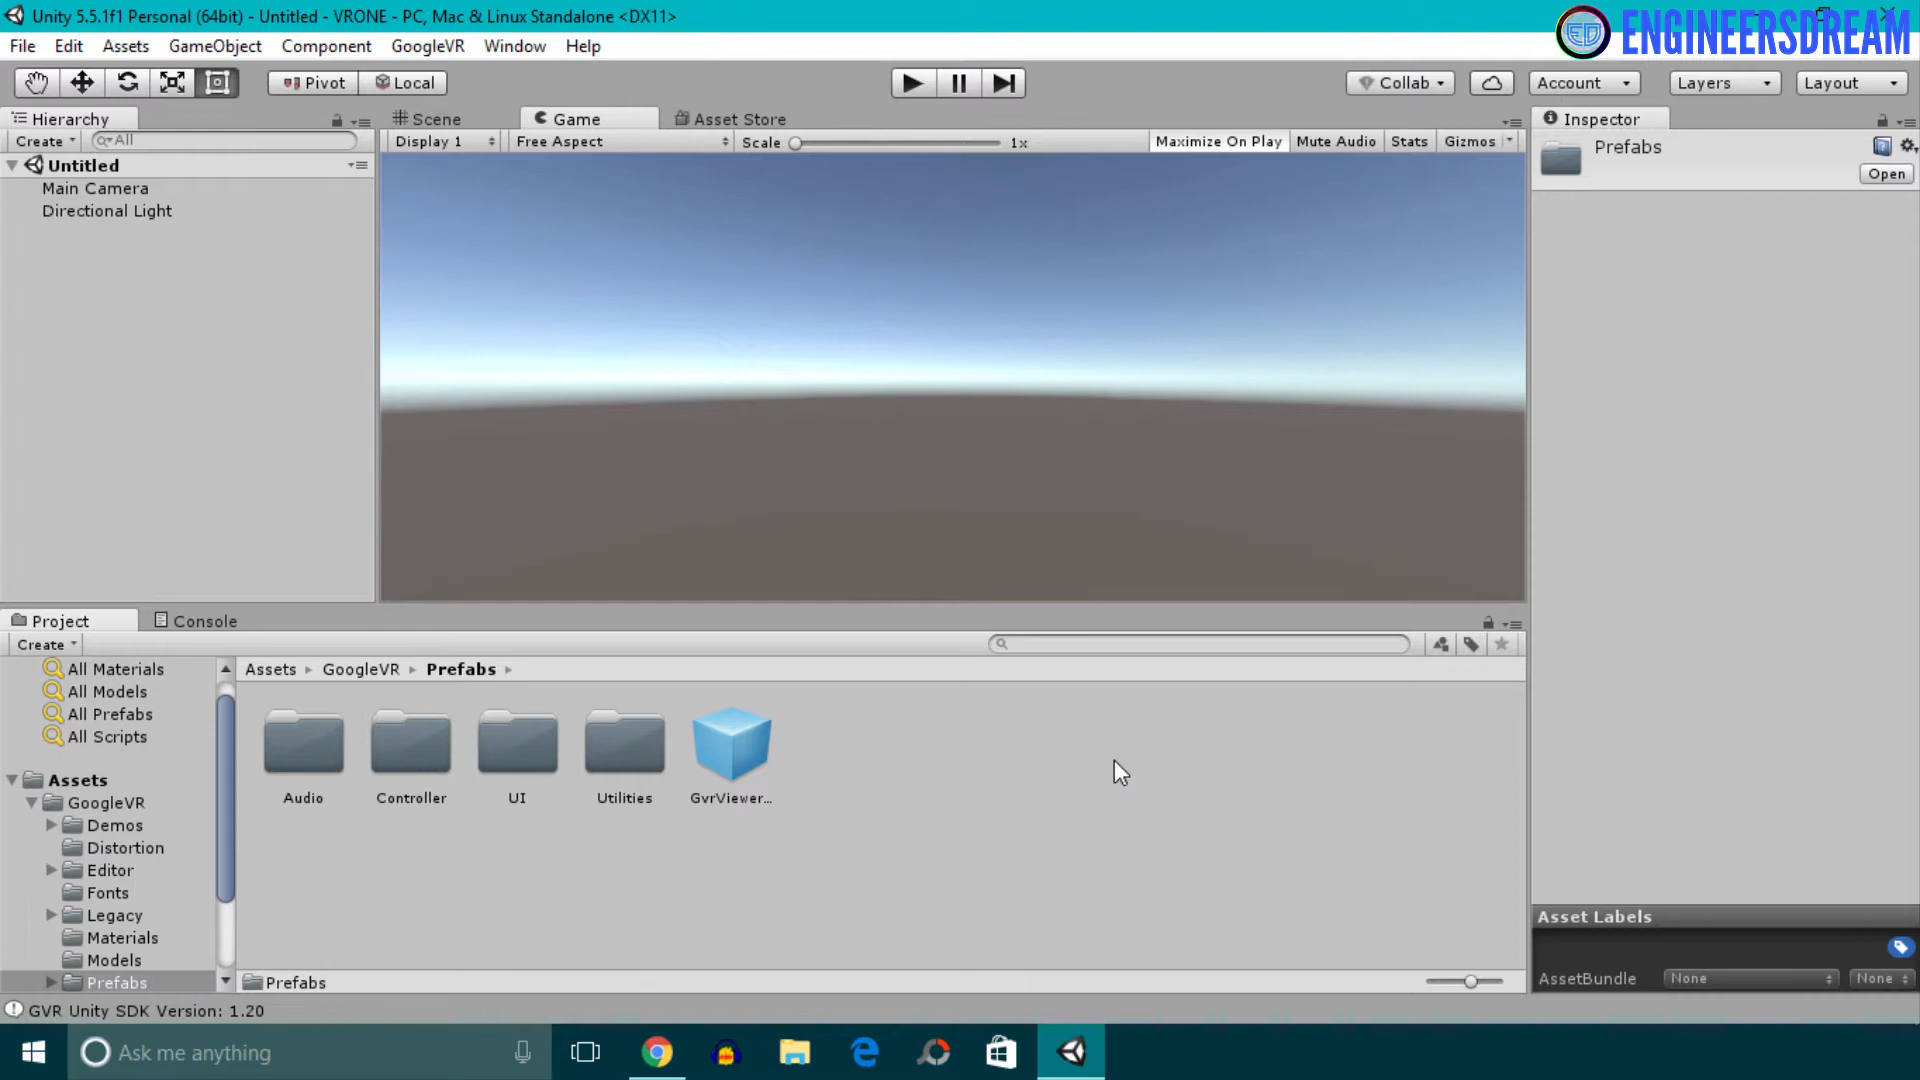 Unity 5.5.1f1 Personal (64bit) - Untitled - VRONE - PC, Mac & Linux Standalone <DX11>
ED ENGINEERSDREAM
File Edit Assets GameObject Component GoogleVR Window Help
Pivot Local Collab Account Layers Layout
Hierarchy Scene Game Asset Store Inspector
Create All Display 1 Free Aspect Scale 1x Maximize On Play Mute Audio Stats Gizmos Prefabs
Open
Untitled
Main Camera
Directional Light
Project Console
Create
All Materials
All Models
All Prefabs
All Scripts
Assets
GoogleVR
Demos
Distortion
Editor
Fonts
Legacy
Materials
Models
Prefabs
Assets GoogleVR Prefabs
Audio Controller UI Utilities GvrViewer...
Prefabs
Asset Labels
AssetBundle None None
GVR Unity SDK Version: 1.20
Ask me anything